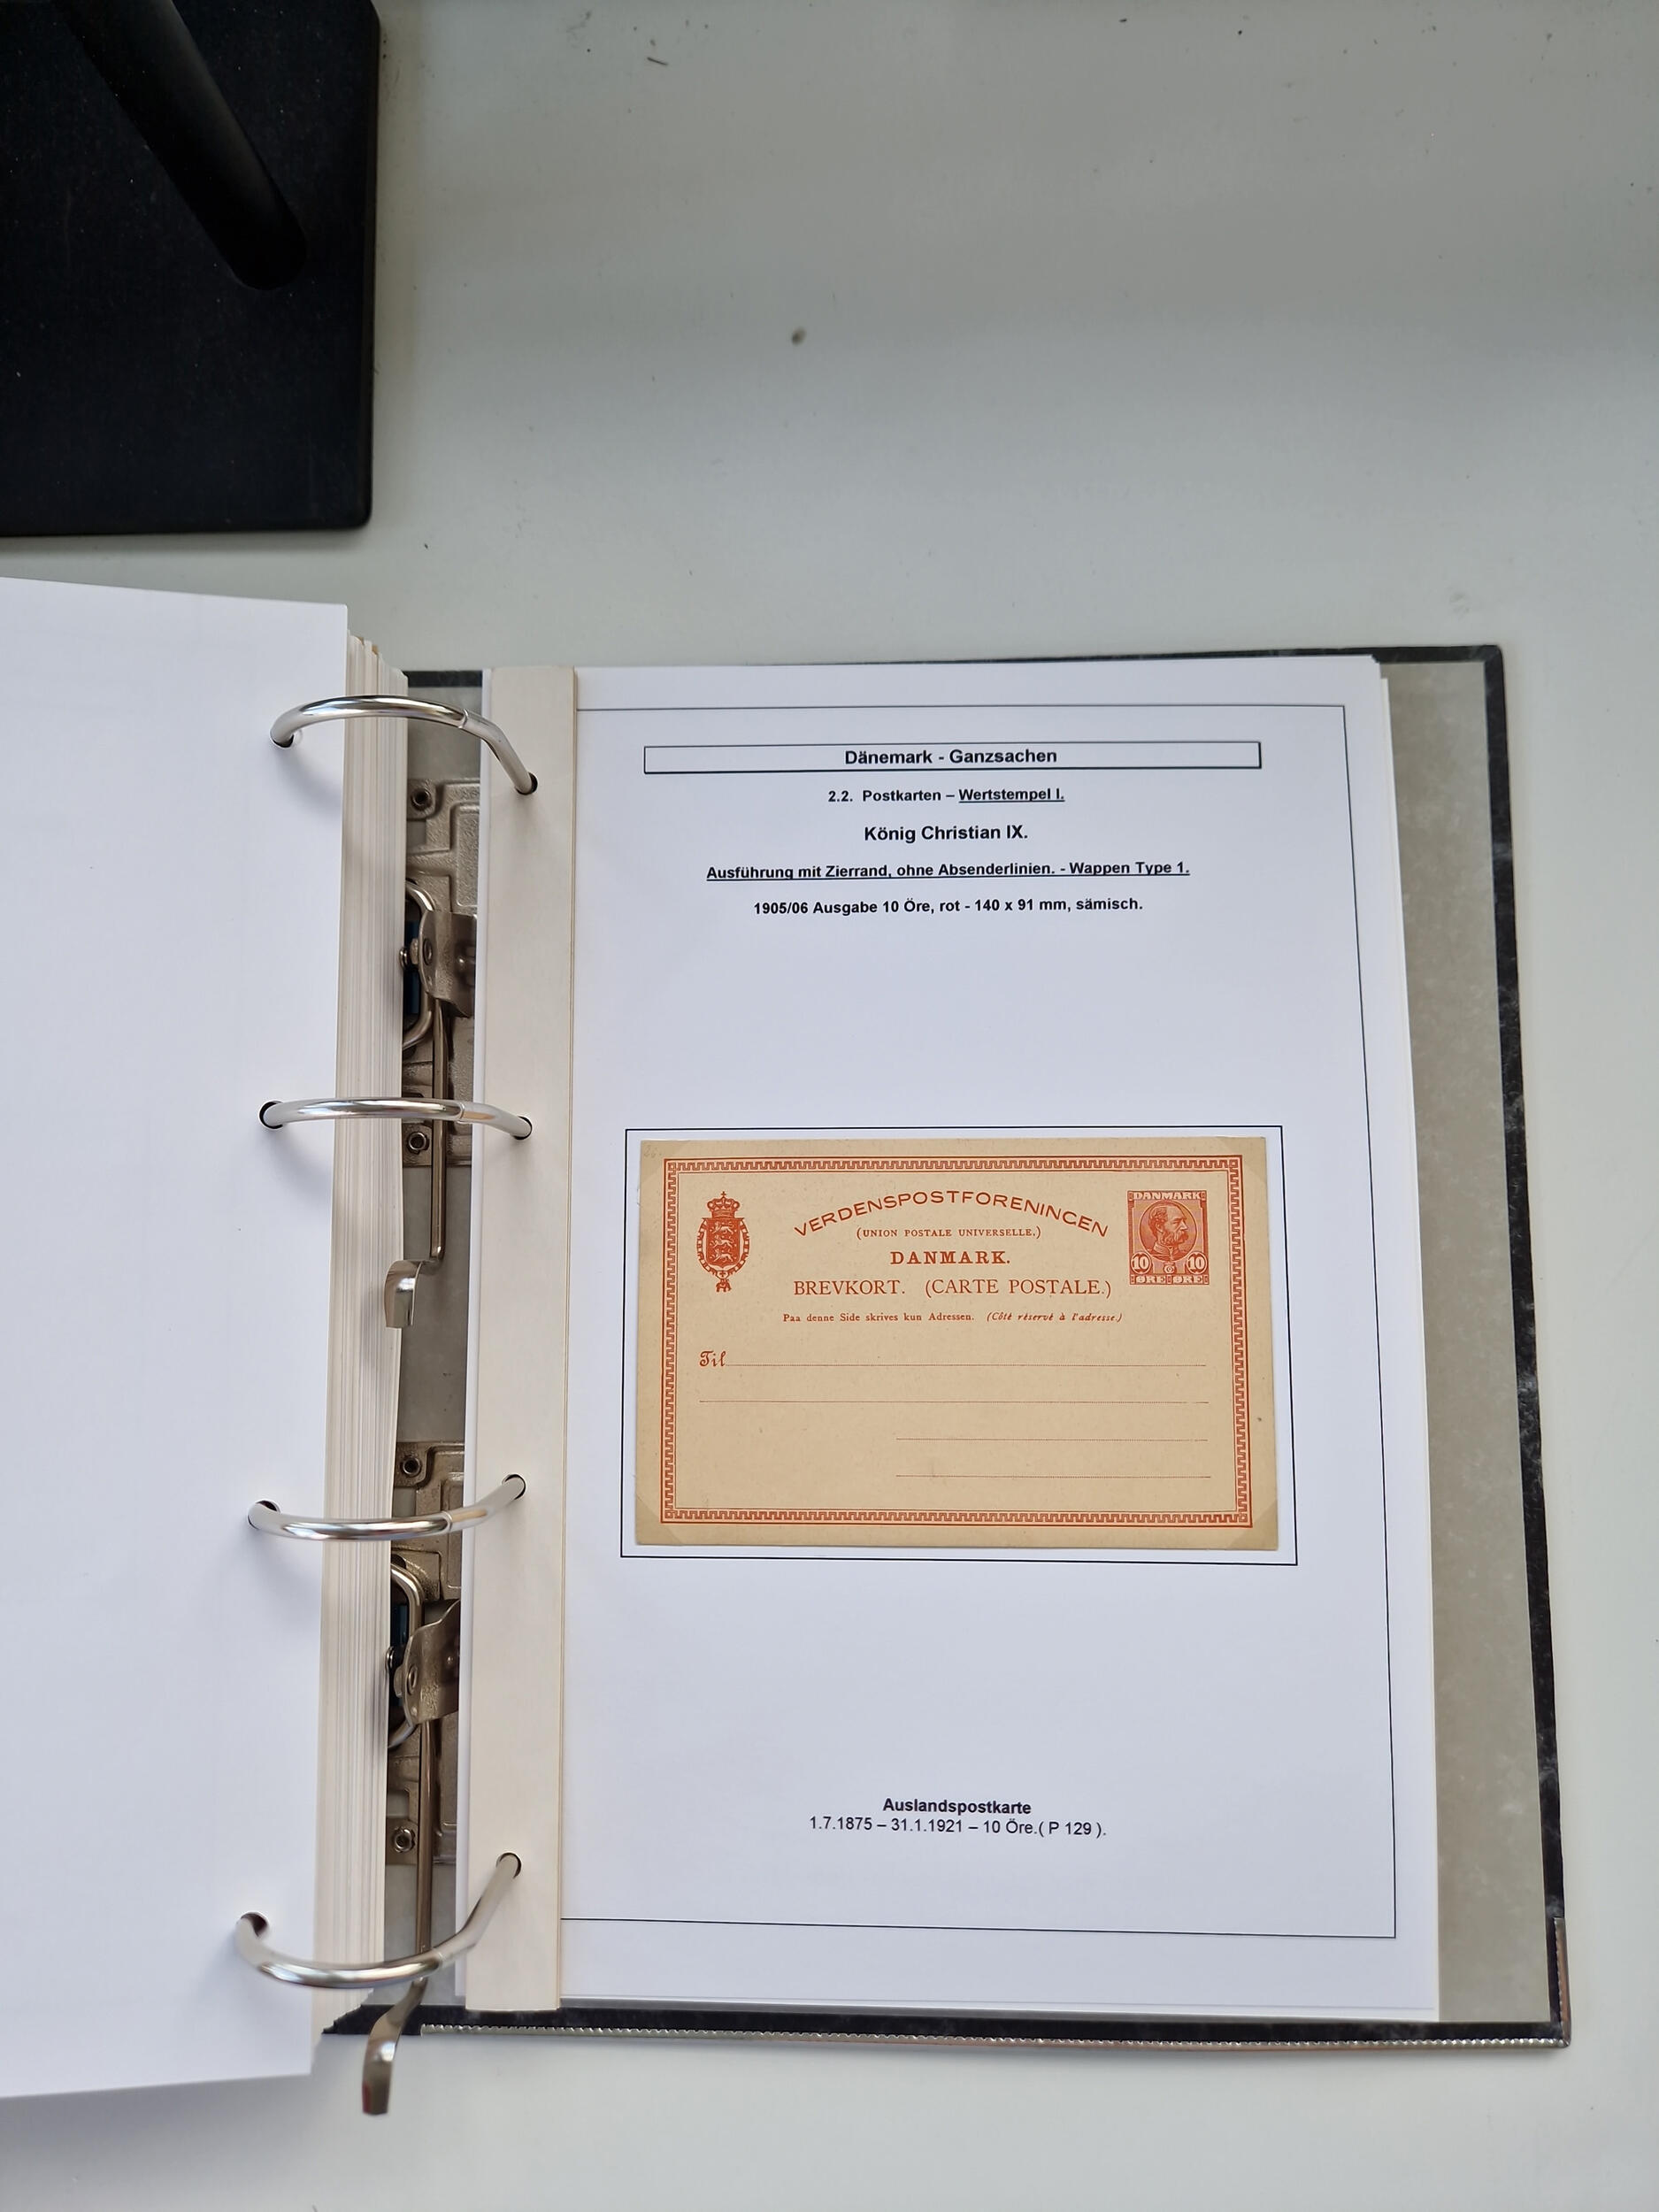 Dänemark - Ganzsachen
2.2. Postkarten – Wertstempel I.
König Christian IX.
Ausführung mit Zierrand, ohne Absenderlinien. - Wappen Type 1.
1905/06 Ausgabe 10 Öre, rot - 140 x 91 mm, sämisch.
VERDENSPOSTFORENINGEN
(UNION POSTALE UNIVERSELLE.)
DANMARK.
BREVKORT. (CARTE POSTALE.)
Paa denne Side skrives kun Adressen. (Côté réservé à l'adresse.)
DANMARK
10 10
ØRE ØRE
Til
Auslandspostkarte
1.7.1875 – 31.1.1921 – 10 Öre.( P 129 ).